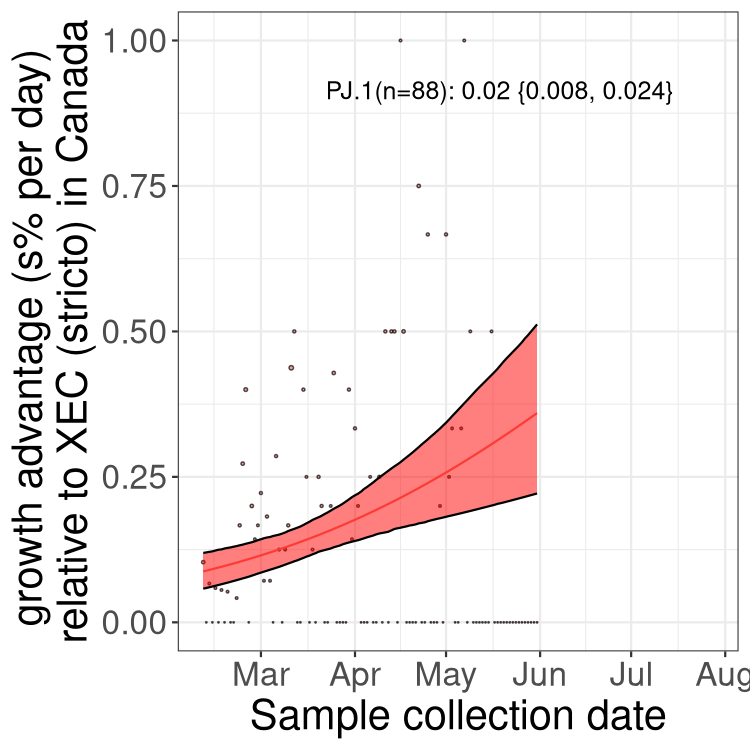 growth advantage (s% per day)
relative to XEC (stricto) in Canada
1.00
0.75
0.50
0.25
0.00
PJ.1(n=88): 0.02 {0.008, 0.024}
Mar Apr May Jun Jul Aug
Sample collection date